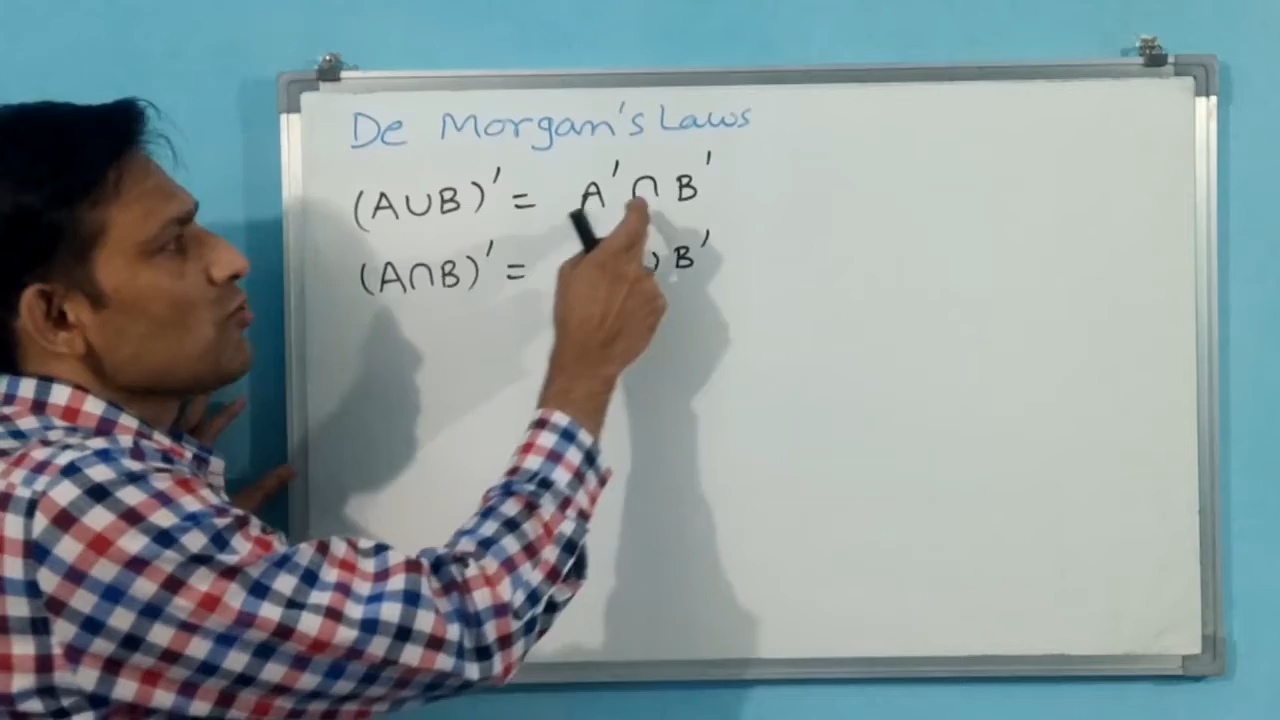 De Morgan's Laws
(A∪B)' = A'∩B'
(A∩B)' = B'